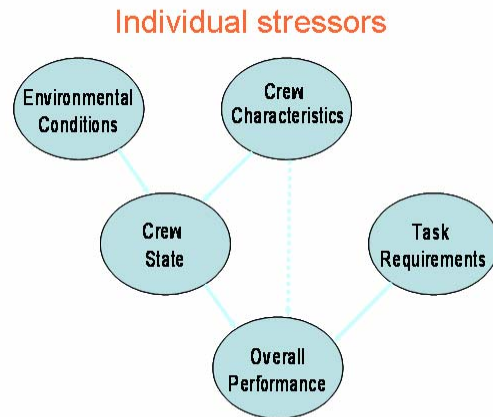 Individual stressors
Environmental
Conditions
Crew
Characteristics
Crew
State
Task
Requirements
Overall
Performance